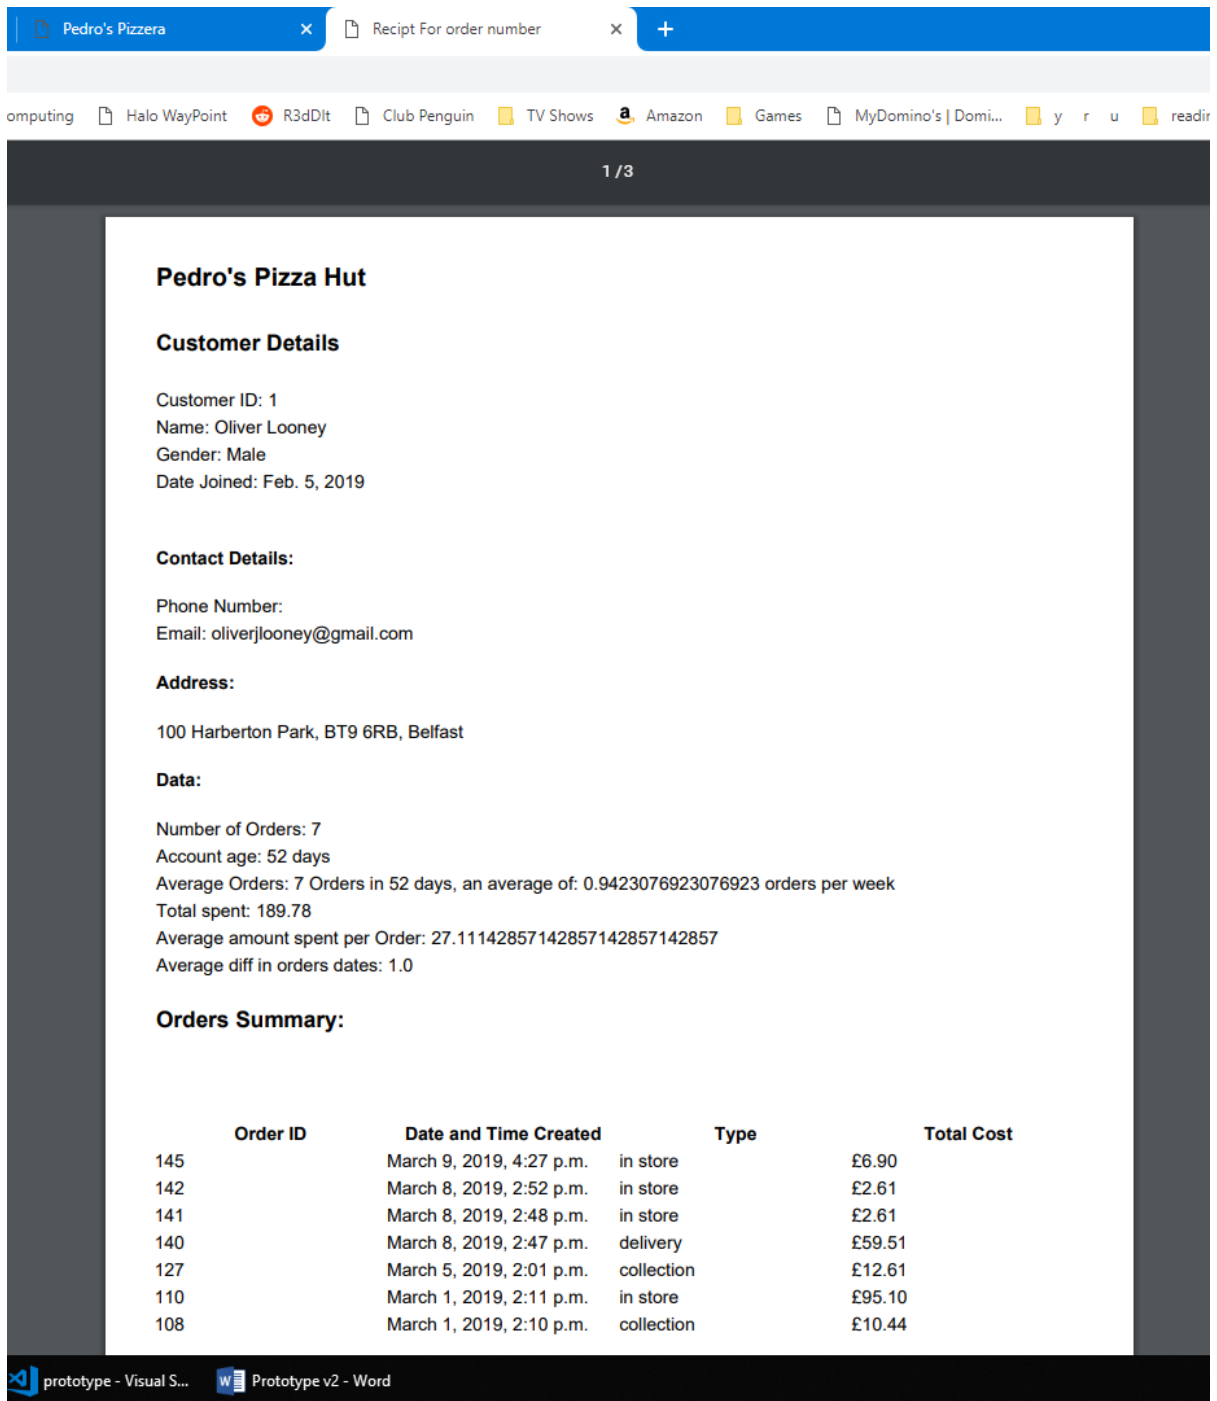 Pedro's Pizzera
Recipt For order number
omputing Halo WayPoint R3dDIt Club Penguin TV Shows Amazon Games MyDomino's | Domi... y r u readin
1 / 3
Pedro's Pizza Hut
Customer Details
Customer ID: 1
Name: Oliver Looney
Gender: Male
Date Joined: Feb. 5, 2019
Contact Details:
Phone Number:
Email: oliverjlooney@gmail.com
Address:
100 Harberton Park, BT9 6RB, Belfast
Data:
Number of Orders: 7
Account age: 52 days
Average Orders: 7 Orders in 52 days, an average of: 0.9423076923076923 orders per week
Total spent: 189.78
Average amount spent per Order: 27.11142857142857142857142857
Average diff in orders dates: 1.0
Orders Summary:
Order ID Date and Time Created Type Total Cost
145 March 9, 2019, 4:27 p.m. in store £6.90
142 March 8, 2019, 2:52 p.m. in store £2.61
141 March 8, 2019, 2:48 p.m. in store £2.61
140 March 8, 2019, 2:47 p.m. delivery £59.51
127 March 5, 2019, 2:01 p.m. collection £12.61
110 March 1, 2019, 2:11 p.m. in store £95.10
108 March 1, 2019, 2:10 p.m. collection £10.44
prototype - Visual S... Prototype v2 - Word